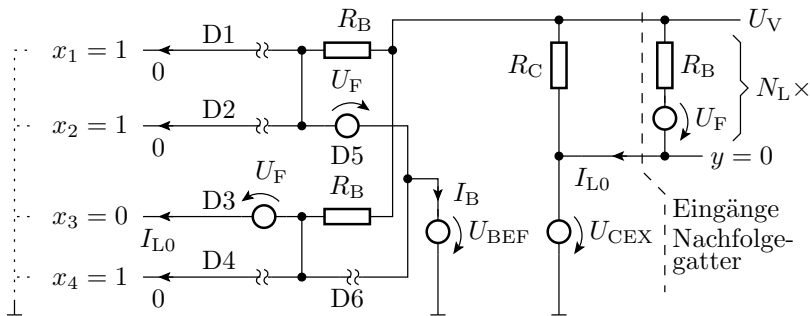 x₁ = 1 D1 R_B U_V
0 U_F
x₂ = 1 D2 R_C R_B N_L×
0 D5 U_F
D3 U_F R_B I_L0 y = 0
x₃ = 0 I_B
I_L0 U_BEF U_CEX Eingänge
x₄ = 1 D4 Nachfolge-
0 D6 gatter